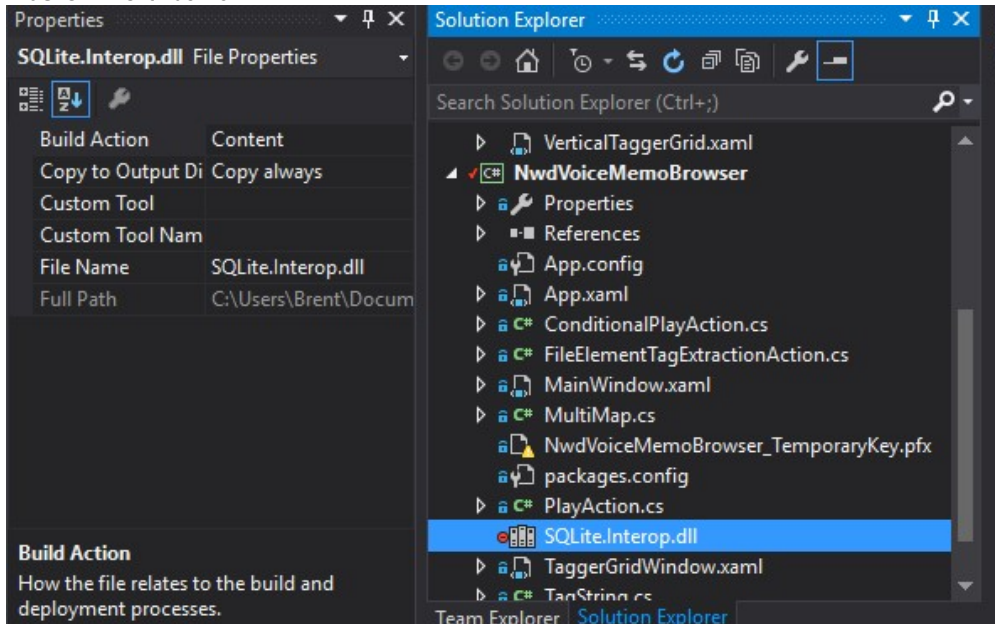 Properties
SQLite.Interop.dll File Properties
Build Action Content
Copy to Output Di Copy always
Custom Tool
Custom Tool Nam
File Name SQLite.Interop.dll
Full Path C:\Users\Brent\Docum
Build Action
How the file relates to the build and
deployment processes.
Solution Explorer
Search Solution Explorer (Ctrl+;)
VerticalTaggerGrid.xaml
C# NwdVoiceMemoBrowser
Properties
References
App.config
App.xaml
C# ConditionalPlayAction.cs
C# FileElementTagExtractionAction.cs
MainWindow.xaml
C# MultiMap.cs
NwdVoiceMemoBrowser_TemporaryKey.pfx
packages.config
C# PlayAction.cs
SQLite.Interop.dll
TaggerGridWindow.xaml
C# TagString.cs
Team Explorer Solution Explorer